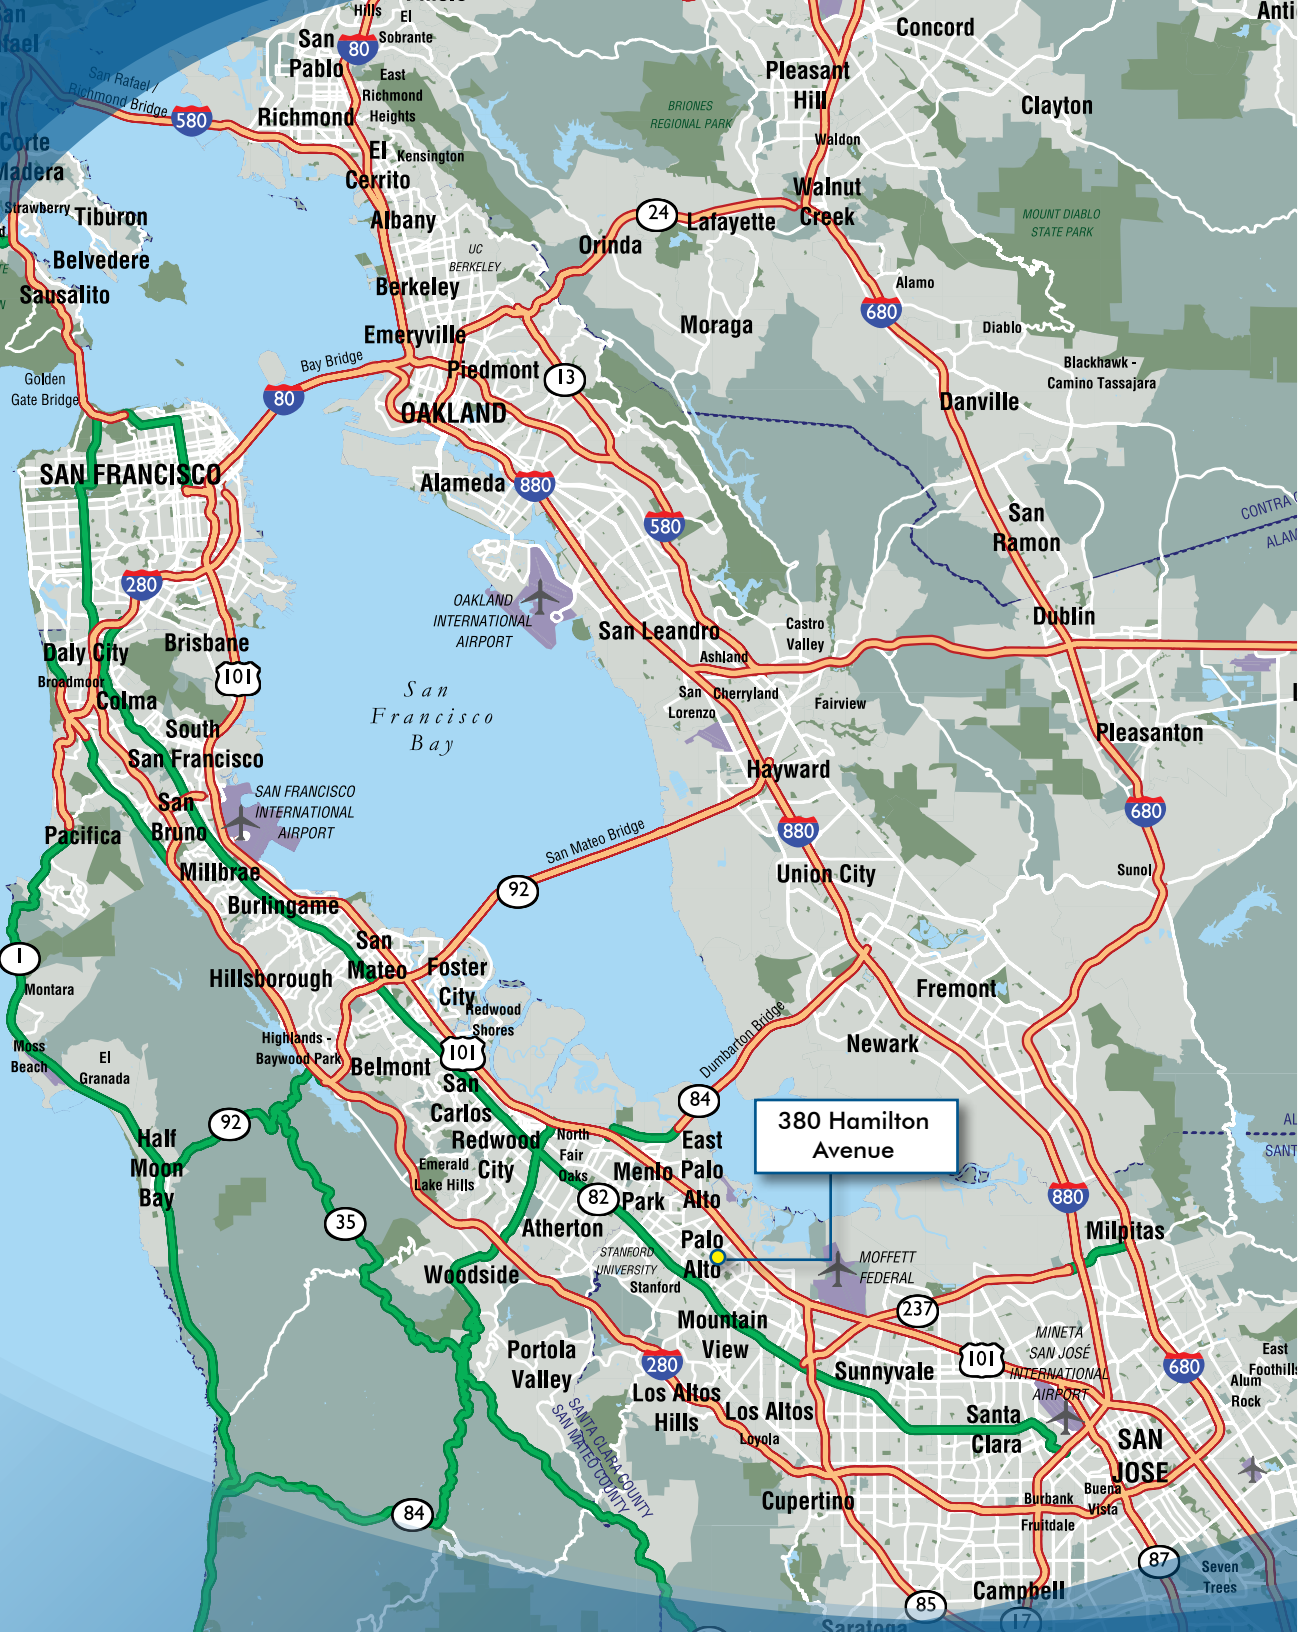 Hills
El
Sobrante
Concord
San
Pablo
80
East
Richmond
Heights
Pleasant
Hill
Clayton
San Rafael /
Richmond Bridge
580
Richmond
BRIONES
REGIONAL PARK
Waldon
El
Cerrito
Kensington
Corte
Madera
Walnut
Creek
Strawberry
Tiburon
Albany
24
Lafayette
Orinda
MOUNT DIABLO
STATE PARK
UC
BERKELEY
Belvedere
Sausalito
Berkeley
Alamo
680
Moraga
Diablo
Emeryville
Bay Bridge
Piedmont
13
Blackhawk -
Camino Tassajara
Golden
Gate Bridge
80
OAKLAND
Danville
SAN FRANCISCO
Alameda
880
580
San
Ramon
280
OAKLAND
INTERNATIONAL
AIRPORT
Dublin
San Leandro
Castro
Valley
Brisbane
Daly City
Ashland
Broadmoor
101
Colma
San
Francisco
Bay
San
Lorenzo
Cherryland
Fairview
South
San Francisco
Pleasanton
Hayward
SAN FRANCISCO
INTERNATIONAL
AIRPORT
San
Bruno
680
Pacifica
San Mateo Bridge
880
Millbrae
Union City
Sunol
92
Burlingame
1
San
Mateo
Foster
City
Hillsborough
Montara
Fremont
Redwood
Shores
Moss
Beach
El
Granada
Highlands -
Baywood Park
Belmont
101
Dumbarton Bridge
Newark
San
Carlos
84
380 Hamilton
Avenue
92
Half
Moon
Bay
Redwood
City
North
Fair
Oaks
East
Palo
Alto
Emerald
Lake Hills
Menlo
Park
82
880
35
Atherton
Milpitas
Palo
Alto
STANFORD
UNIVERSITY
Stanford
MOFFETT
FEDERAL
Woodside
237
Mountain
View
MINETA
SAN JOSÉ
INTERNATIONAL
AIRPORT
Portola
Valley
280
101
Sunnyvale
680
East
Foothills
Alum
Rock
Los Altos
Hills
Los Altos
Loyola
Santa
Clara
SANTA CLARA COUNTY
SAN MATEO COUNTY
SAN
JOSE
Cupertino
Buena
Vista
Burbank
Fruitdale
84
87
Seven
Trees
Campbell
85
17
Saratoga